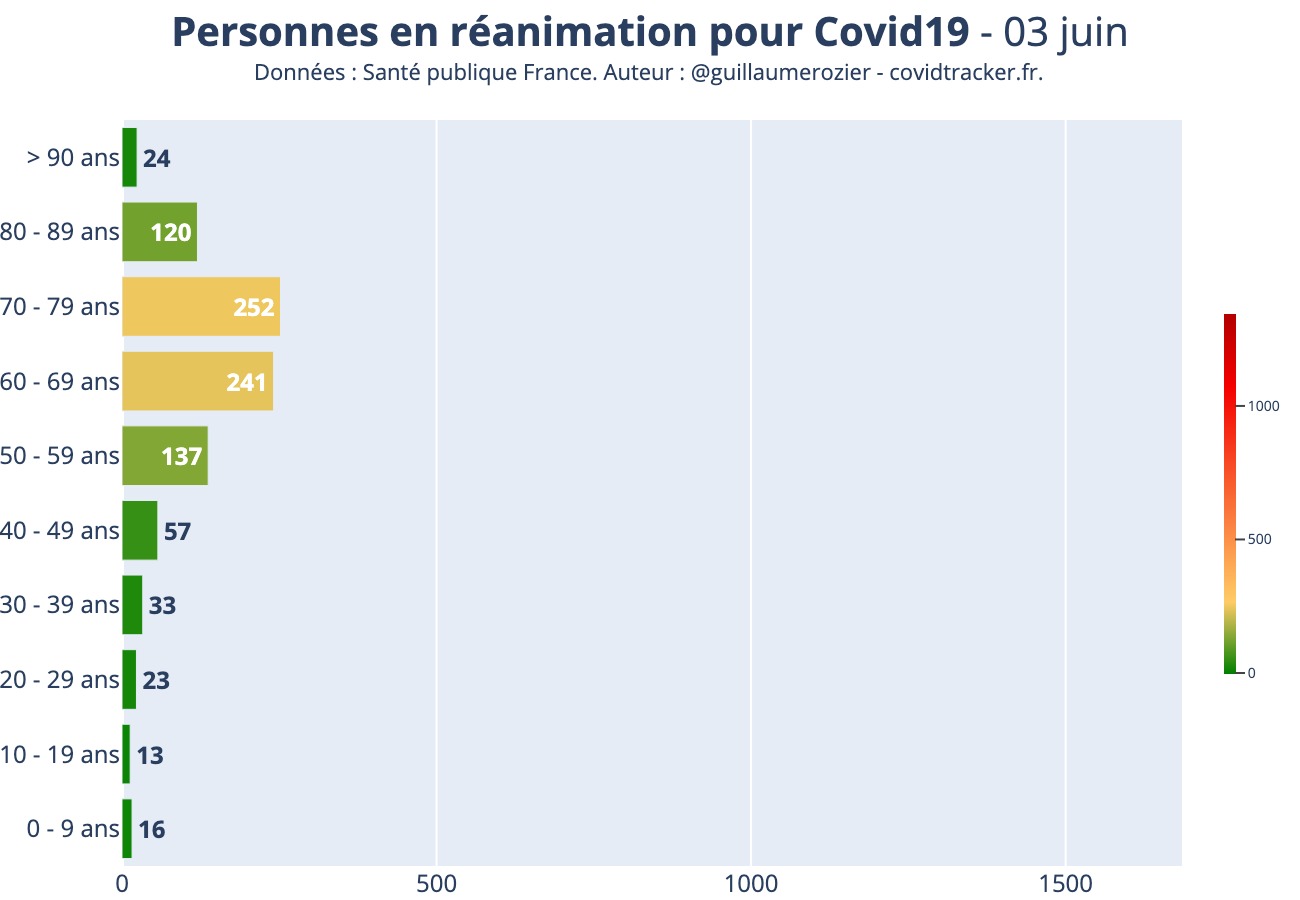 Personnes en réanimation pour Covid19 - 03 juin
Données : Santé publique France. Auteur : @guillaumerozier - covidtracker.fr.
> 90 ans 24
80 - 89 ans 120
70 - 79 ans 252
60 - 69 ans 241
50 - 59 ans 137
40 - 49 ans 57
30 - 39 ans 33
20 - 29 ans 23
10 - 19 ans 13
0 - 9 ans 16
0 500 1000 1500
1000
500
0